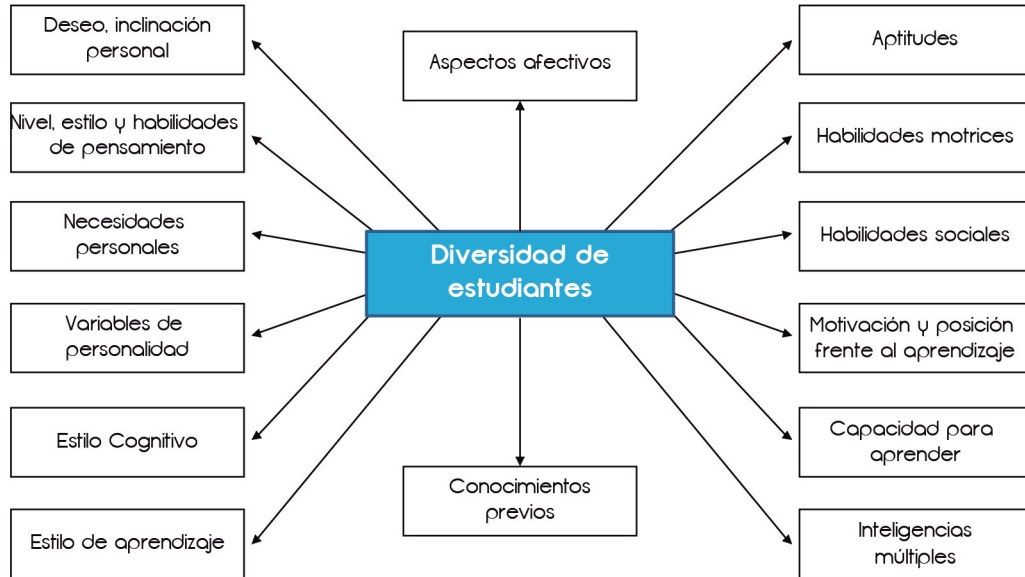 Deseo, inclinación
personal
Nivel, estilo y habilidades
de pensamiento
Necesidades
personales
Variables de
personalidad
Estilo Cognitivo
Estilo de aprendizaje
Aspectos afectivos
Diversidad de
estudiantes
Conocimientos
previos
Aptitudes
Habilidades motrices
Habilidades sociales
Motivación y posición
frente al aprendizaje
Capacidad para
aprender
Inteligencias
múltiples